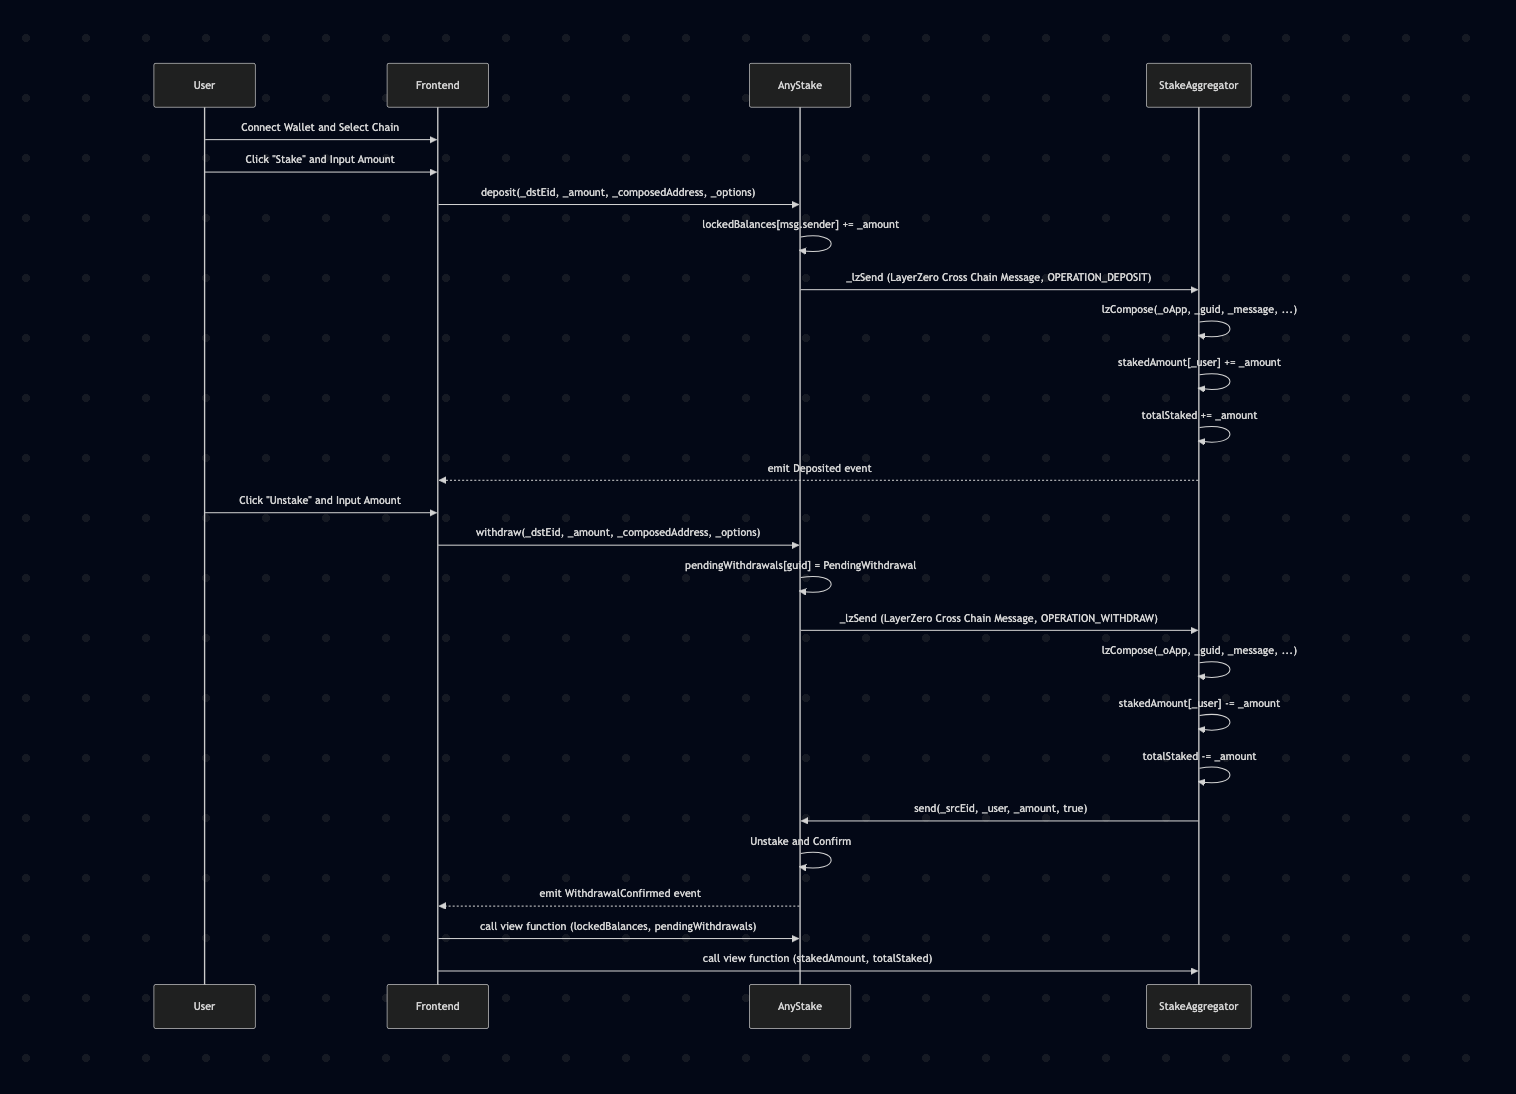 User
Frontend
AnyStake
StakeAggregator
Connect Wallet and Select Chain
Click "Stake" and Input Amount
deposit(_dstEid, _amount, _composedAddress, _options)
lockedBalances[msg.sender] += _amount
_lzSend (LayerZero Cross Chain Message, OPERATION_DEPOSIT)
lzCompose(_oApp, _guid, _message, ...)
stakedAmount[_user] += _amount
totalStaked += _amount
emit Deposited event
Click "Unstake" and Input Amount
withdraw(_dstEid, _amount, _composedAddress, _options)
pendingWithdrawals[guid] = PendingWithdrawal
_lzSend (LayerZero Cross Chain Message, OPERATION_WITHDRAW)
lzCompose(_oApp, _guid, _message, ...)
stakedAmount[_user] -= _amount
totalStaked -= _amount
send(_srcEid, _user, _amount, true)
Unstake and Confirm
emit WithdrawalConfirmed event
call view function (lockedBalances, pendingWithdrawals)
call view function (stakedAmount, totalStaked)
User
Frontend
AnyStake
StakeAggregator